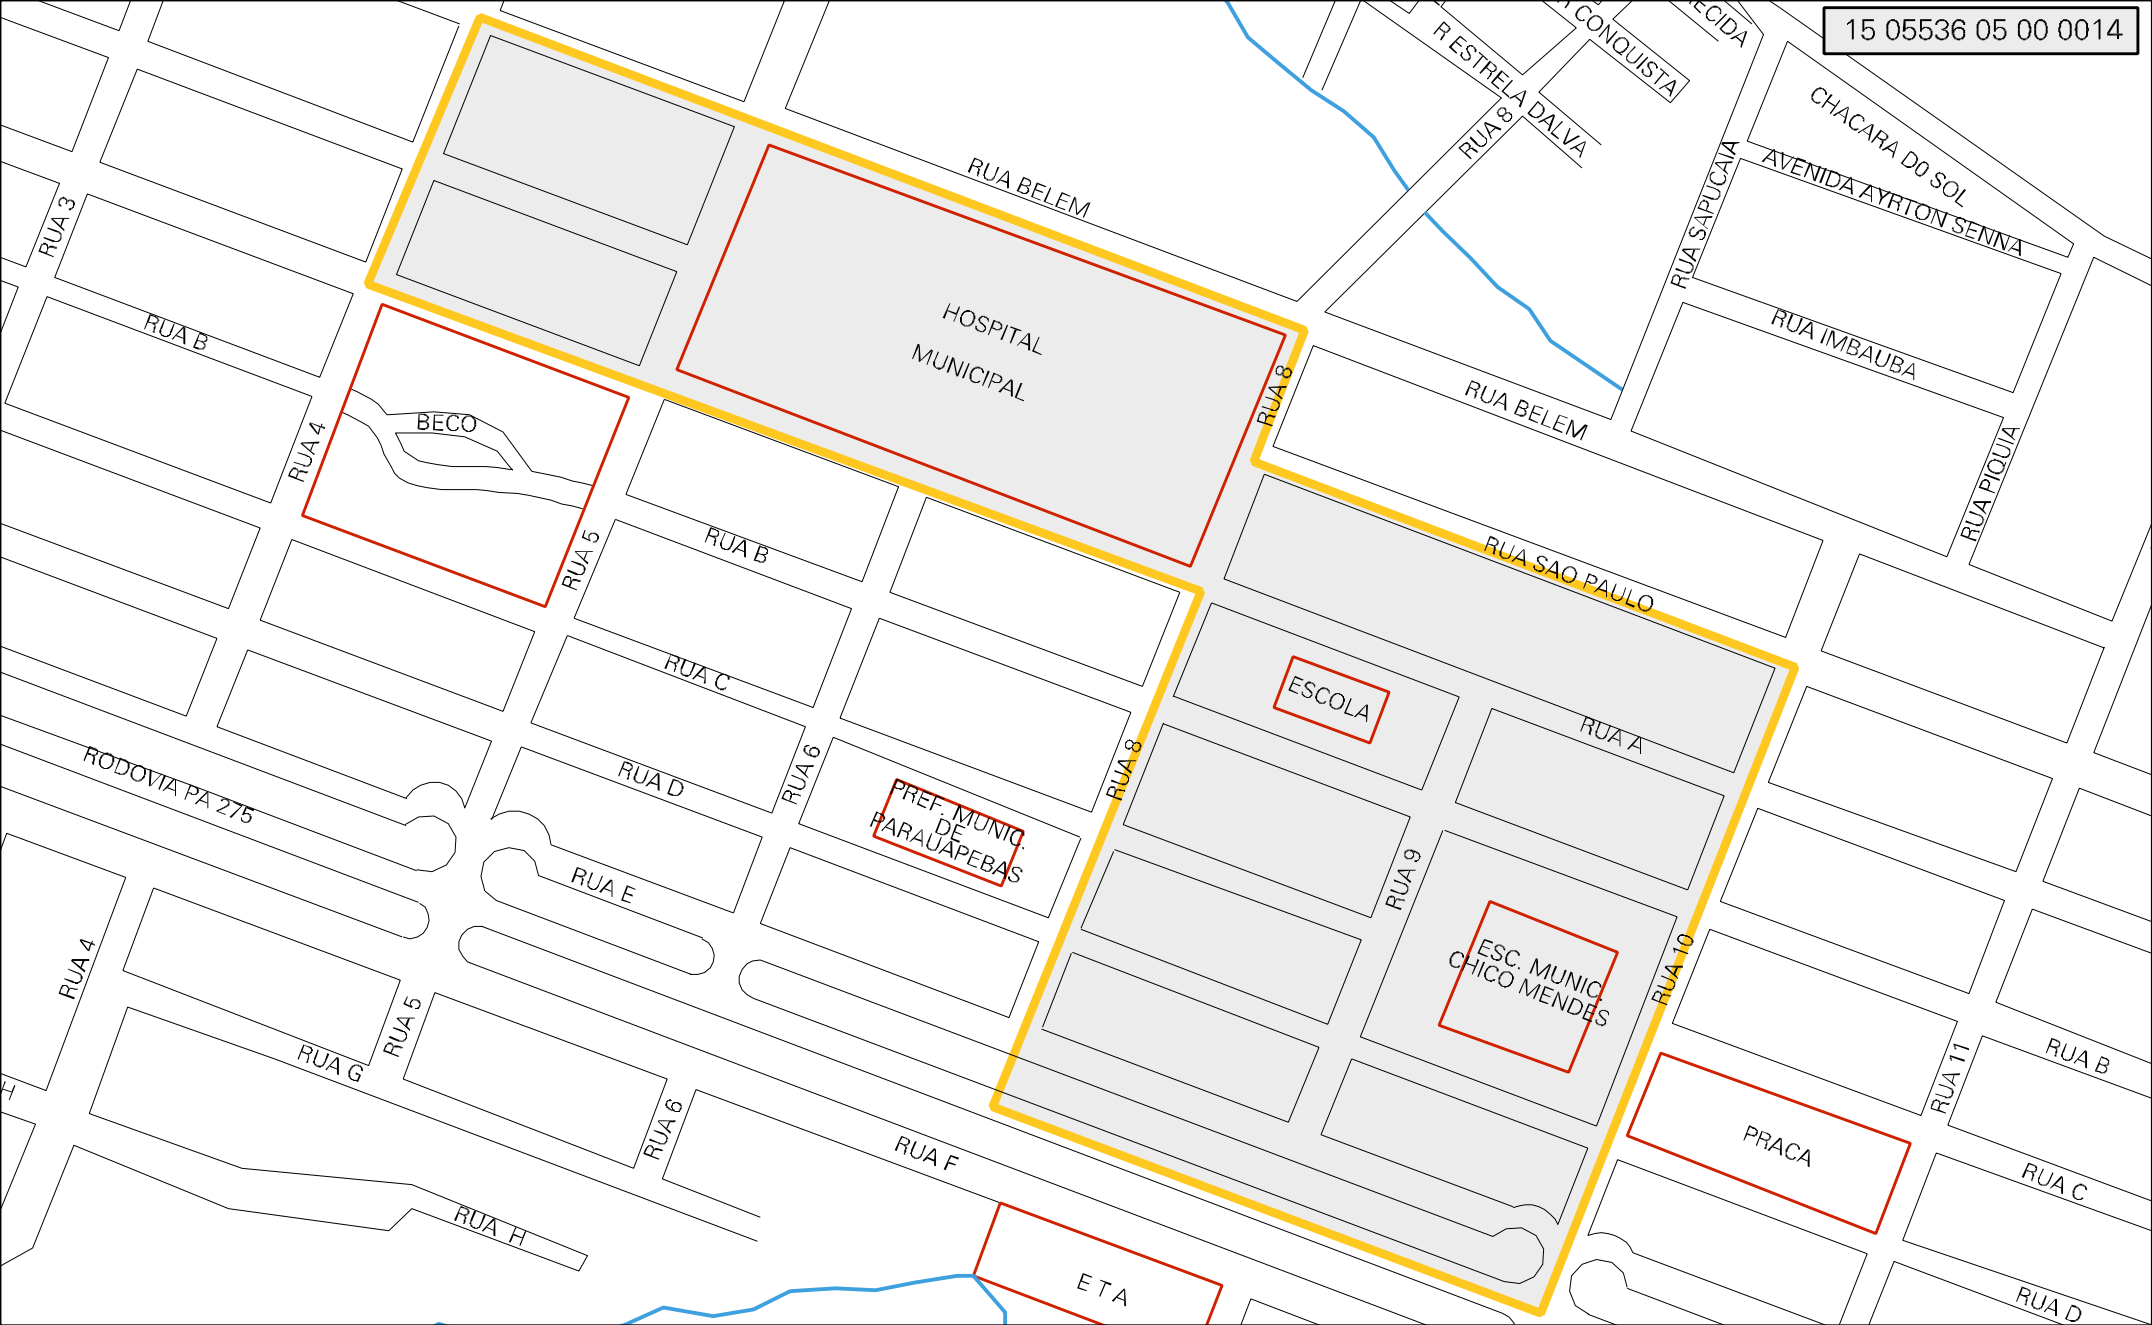 15 05536 05 00 0014
R ESTRELA DALVA
A CONQUISTA
ECIDA
CHACARA D0 SOL
AVENIDA AYRTON SENNA
RUA 8
RUA SAPUCAIA
RUA BELEM
RUA 3
RUA B
HOSPITAL
MUNICIPAL
RUA IMBAUBA
RUA 8
RUA BELEM
RUA 4
BECO
RUA PIQUIA
RUA 5
RUA B
RUA SAO PAULO
RUA C
ESCOLA
RUA A
RUA D
RUA 6
RUA 8
RODOVIA PA 275
PREF. MUNIC.
DE
PARAUAPEBAS
RUA E
RUA 9
RUA 4
RUA 5
ESC. MUNIC.
CHICO MENDES
RUA 10
RUA G
RUA 6
RUA 11
RUA B
H
RUA F
PRACA
RUA C
RUA H
E T A
RUA D